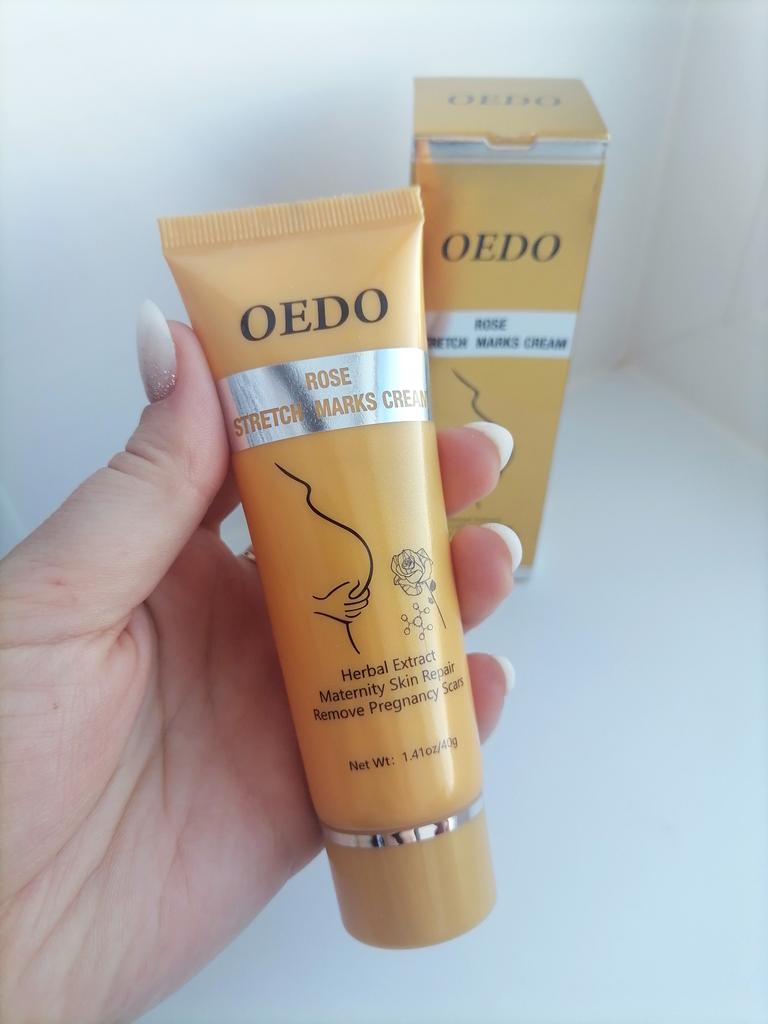 OEDO
ROSE
STRETCH MARKS CREAM
Herbal Extract
Maternity Skin Repair
Remove Pregnancy Scars
Net Wt: 1.41oz/40g
OEDO
OEDO
ROSE
MARKS CREAM